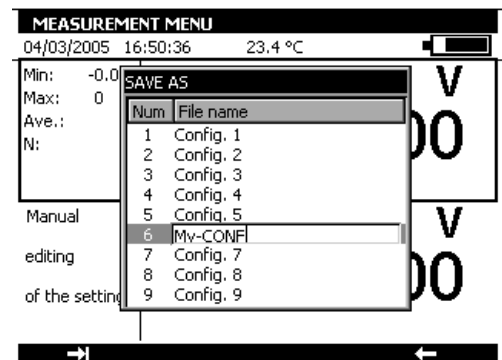 MEASUREMENT MENU
04/03/2005 16:50:36 23.4 °C
Min: -0.0
Max: 0
Ave.:
N:
V
00
SAVE AS
Num File name
1 Config. 1
2 Config. 2
3 Config. 3
4 Config. 4
5 Config. 5
6 My-CONF
7 Config. 7
8 Config. 8
9 Config. 9
Manual
editing
of the setting
V
00